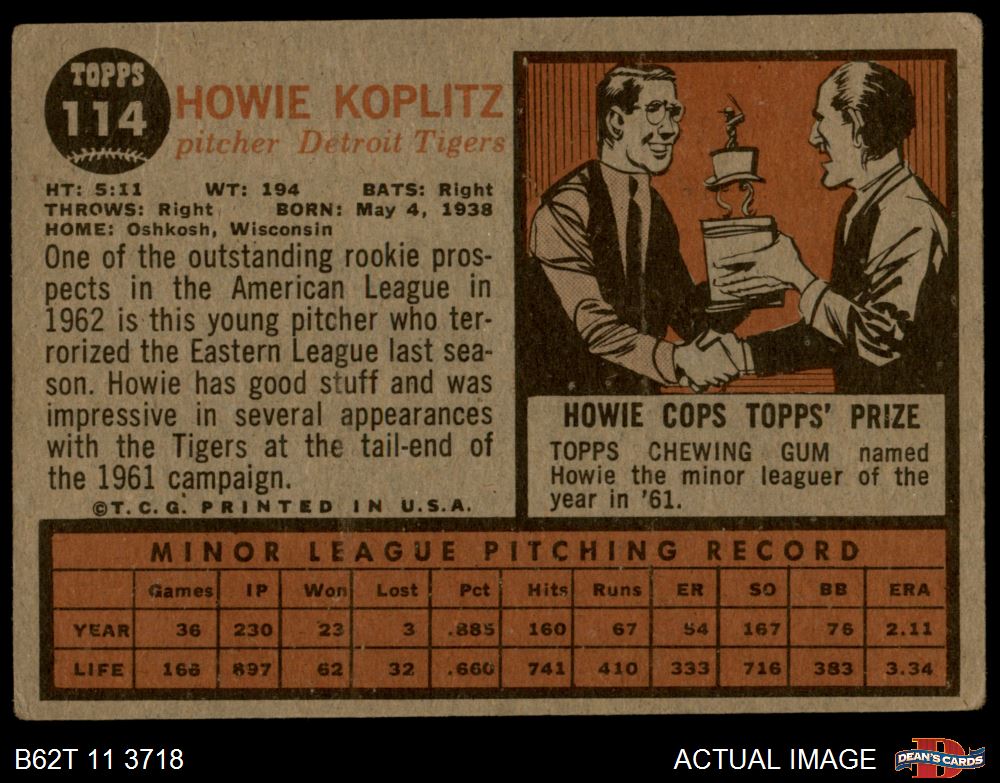 TOPPS
114
HOWIE KOPLITZ
pitcher Detroit Tigers
HT: 5:11 WT: 194 BATS: Right
THROWS: Right BORN: May 4, 1938
HOME: Oshkosh, Wisconsin
One of the outstanding rookie pros-
pects in the American League in
1962 is this young pitcher who ter-
rorized the Eastern League last sea-
son. Howie has good stuff and was
impressive in several appearances
with the Tigers at the tail-end of
the 1961 campaign.
©T.C.G. PRINTED IN U.S.A.
HOWIE COPS TOPPS' PRIZE
TOPPS CHEWING GUM named
Howie the minor leaguer of the
year in '61.
MINOR LEAGUE PITCHING RECORD
Games IP Won Lost Pct Hits Runs ER SO BB ERA
YEAR 36 230 23 3 .885 160 67 54 167 76 2.11
LIFE 166 897 62 32 .660 741 410 333 716 383 3.34
B62T 11 3718
ACTUAL IMAGE
DEAN'S CARDS